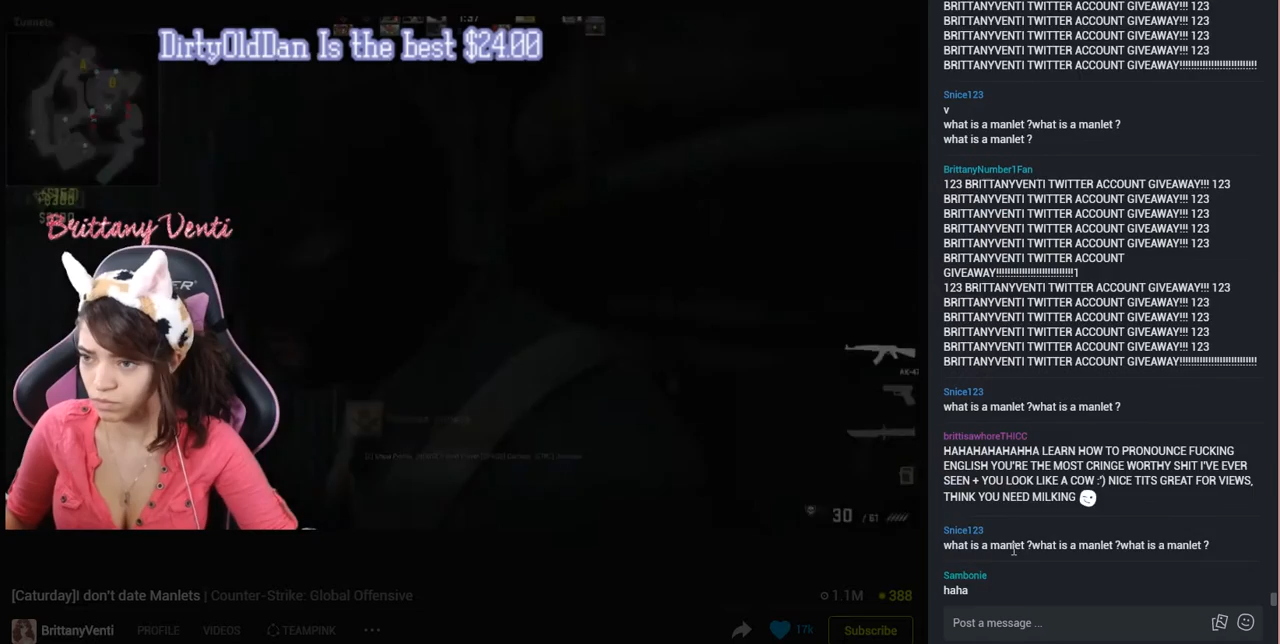 DirtyOldDan Is the best $24.00
1:37
Brittany Venti
AK-47
30 / 61
[Caturday]I don't date Manlets | Counter-Strike: Global Offensive
1.1M
388
BrittanyVenti
PROFILE
VIDEOS
TEAMPINK
17k
Subscribe
BRITTANYVENTI TWITTER ACCOUNT GIVEAWAY!!! 123
BRITTANYVENTI TWITTER ACCOUNT GIVEAWAY!!! 123
BRITTANYVENTI TWITTER ACCOUNT GIVEAWAY!!! 123
BRITTANYVENTI TWITTER ACCOUNT GIVEAWAY!!! 123
BRITTANYVENTI TWITTER ACCOUNT GIVEAWAY!!!!!!!!!!!!!!!!!!!!!!!!!!!
Snice123
v
what is a manlet ?what is a manlet ?
what is a manlet ?
BrittanyNumber1Fan
123 BRITTANYVENTI TWITTER ACCOUNT GIVEAWAY!!! 123
BRITTANYVENTI TWITTER ACCOUNT GIVEAWAY!!! 123
BRITTANYVENTI TWITTER ACCOUNT GIVEAWAY!!! 123
BRITTANYVENTI TWITTER ACCOUNT GIVEAWAY!!! 123
BRITTANYVENTI TWITTER ACCOUNT GIVEAWAY!!! 123
BRITTANYVENTI TWITTER ACCOUNT
GIVEAWAY!!!!!!!!!!!!!!!!!!!!!!!!!!!1
123 BRITTANYVENTI TWITTER ACCOUNT GIVEAWAY!!! 123
BRITTANYVENTI TWITTER ACCOUNT GIVEAWAY!!! 123
BRITTANYVENTI TWITTER ACCOUNT GIVEAWAY!!! 123
BRITTANYVENTI TWITTER ACCOUNT GIVEAWAY!!! 123
BRITTANYVENTI TWITTER ACCOUNT GIVEAWAY!!! 123
BRITTANYVENTI TWITTER ACCOUNT GIVEAWAY!!!!!!!!!!!!!!!!!!!!!!!!!!!
Snice123
what is a manlet ?what is a manlet ?
brittisawhoreTHICC
HAHAHAHAHAHHA LEARN HOW TO PRONOUNCE FUCKING
ENGLISH YOU'RE THE MOST CRINGE WORTHY SHIT I'VE EVER
SEEN + YOU LOOK LIKE A COW :') NICE TITS GREAT FOR VIEWS,
THINK YOU NEED MILKING
Snice123
what is a manlet ?what is a manlet ?what is a manlet ?
Sambonie
haha
Post a message ...